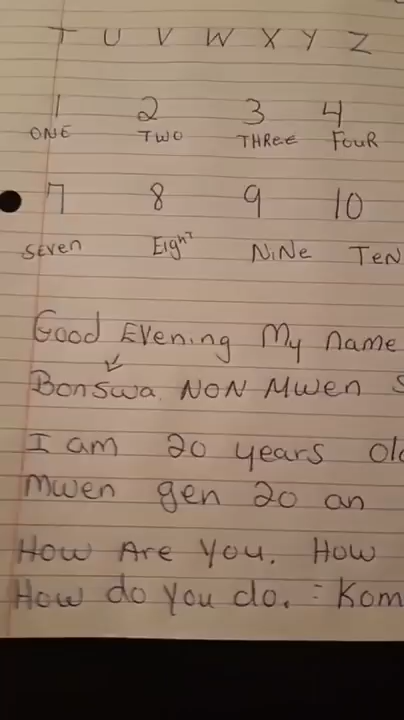 T U V W X Y Z
1 2 3 4
ONE TWO THREE FOUR
7 8 9 10
SEVEN EIGHT NINE TEN
Good Evening My name
Bonswa. NON Mwen S
I am 20 years old
mwen gen 20 an
How Are You. How
How do you do. = Kom